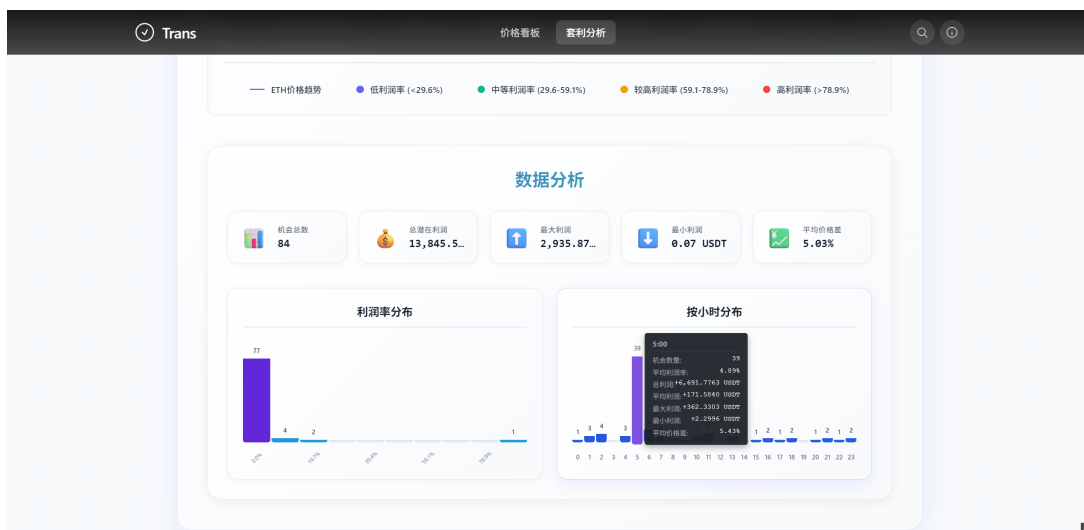 Trans
价格看板
套利分析
ETH价格趋势
低利润率 (<29.6%)
中等利润率 (29.6-59.1%)
较高利润率 (59.1-78.9%)
高利润率 (>78.9%)
数据分析
机会总数
84
总潜在利润
13,845.5…
最大利润
2,935.87…
最小利润
0.07 USDT
平均价格差
5.03%
利润率分布
77
4
2
1
0.0%
19.7%
39.4%
59.1%
78.9%
按小时分布
39
5:00
机会数量: 39
平均利润率: 4.89%
总利润: +6,691.7763 USDT
平均利润: +171.5840 USDT
最大利润: +362.3303 USDT
最小利润: +2.2996 USDT
平均价格差: 5.43%
1 3 4 3 1 2 1 2 1 2 1 2
0 1 2 3 4 5 6 7 8 9 10 11 12 13 14 15 16 17 18 19 20 21 22 23